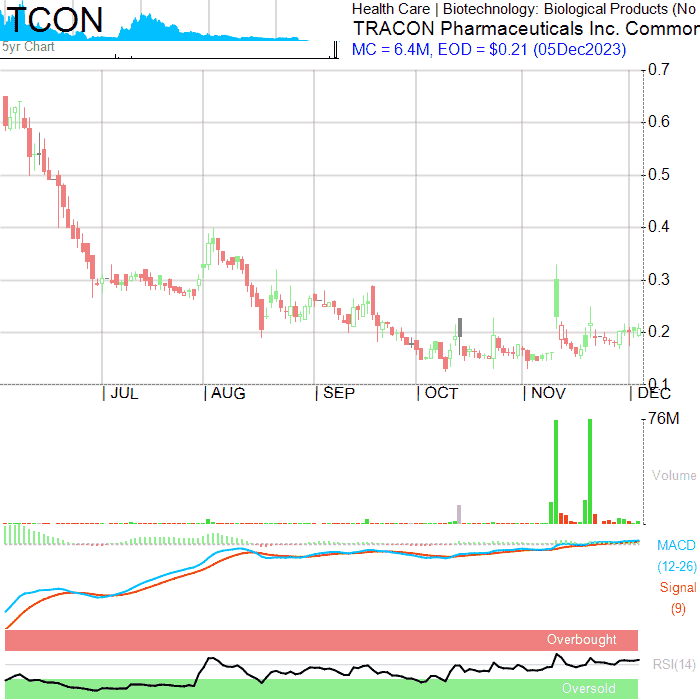 TCON
Health Care | Biotechnology: Biological Products (No
TRACON Pharmaceuticals Inc. Common
MC = 6.4M, EOD = $0.21 (05Dec2023)
5yr Chart
0.7
0.6
0.5
0.4
0.3
0.2
0.1
| JUL | AUG | SEP | OCT | NOV | DEC
76M
Volume
MACD
(12-26)
Signal
(9)
Overbought
RSI(14)
Oversold